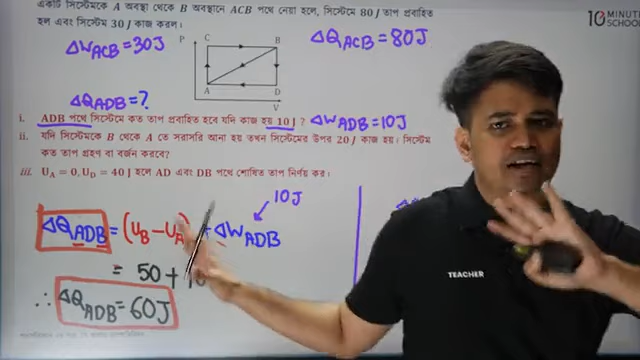 একটি সিস্টেমকে A অবস্থা থেকে B অবস্থানে ACB পথে নেয়া হলে, সিস্টেমে 80 J তাপ প্রবাহিত
হল এবং সিস্টেম 30 J কাজ করল।
10 MINUTE SCHOOL
ΔW_ACB = 30J
ΔQ_ACB = 80J
P C B
A D
V
ΔQ_ADB = ?
i. ADB পথে সিস্টেমে কত তাপ প্রবাহিত হবে যদি কাজ হয় 10 J ΔW_ADB = 10J
ii. যদি সিস্টেমকে B থেকে A তে সরাসরি আনা হয় তখন সিস্টেমের উপর 20 J কাজ হয়। সিস্টেম
কত তাপ গ্রহণ বা বর্জন করবে?
iii. U_A = 0, U_D = 40 J হলে AD এবং DB পথে শোষিত তাপ নির্ণয় কর।
10J
ΔQ_ADB = (U_B − U_A) + ΔW_ADB
= 50 + 10
∴ ΔQ_ADB = 60J
TEACHER